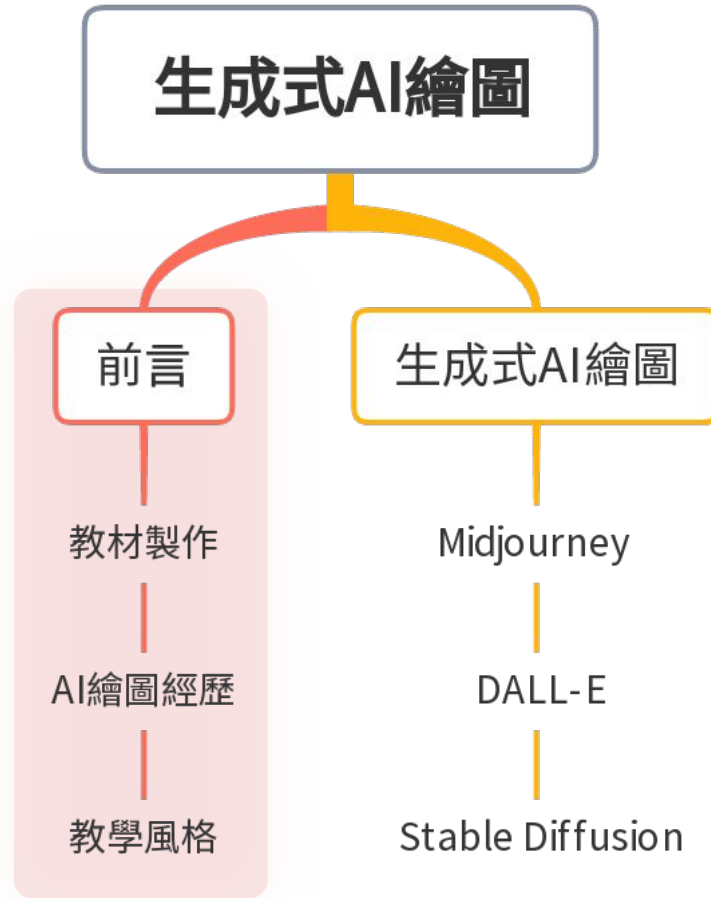 生成式AI繪圖
前言
教材製作
AI繪圖經歷
教學風格
生成式AI繪圖
Midjourney
DALL-E
Stable Diffusion